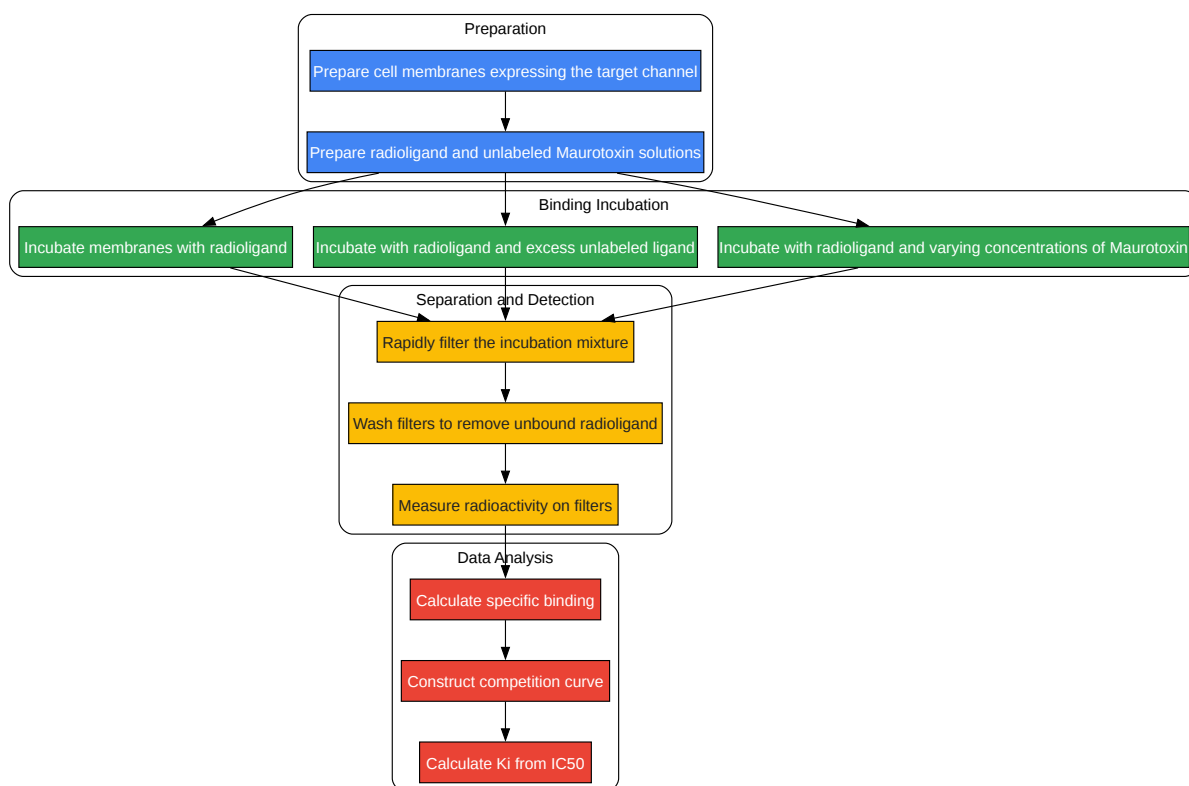 Preparation
Prepare cell membranes expressing the target channel
Prepare radioligand and unlabeled Maurotoxin solutions
Binding Incubation
Incubate membranes with radioligand
Incubate with radioligand and excess unlabeled ligand
Incubate with radioligand and varying concentrations of Maurotoxin
Separation and Detection
Rapidly filter the incubation mixture
Wash filters to remove unbound radioligand
Measure radioactivity on filters
Data Analysis
Calculate specific binding
Construct competition curve
Calculate Ki from IC50